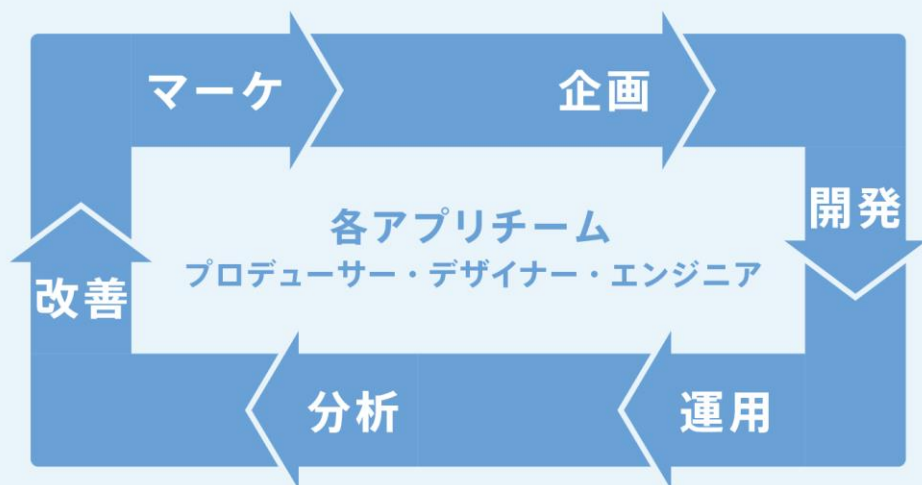 マーケ
企画
開発
各アプリチーム
プロデューサー・デザイナー・エンジニア
改善
分析
運用